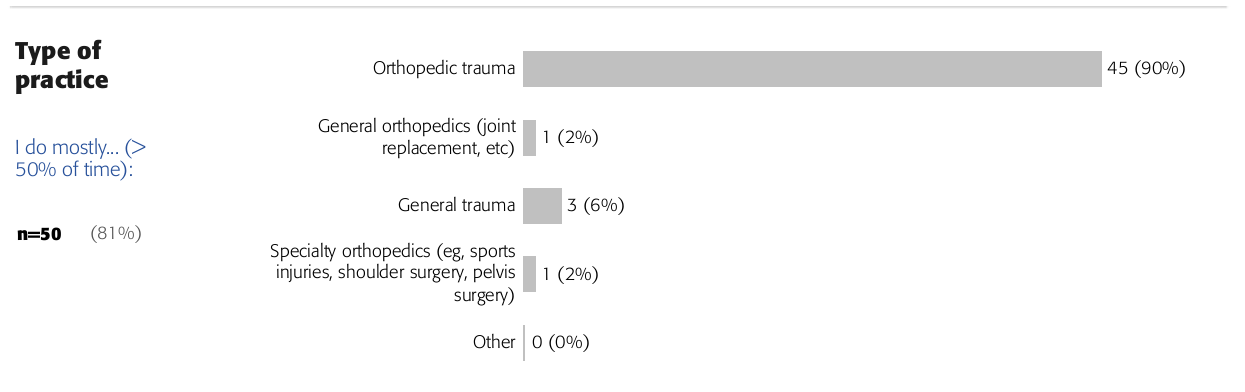 Type of
practice
I do mostly... (>
50% of time):
n=50 (81%)
Orthopedic trauma 45 (90%)
General orthopedics (joint
replacement, etc) 1 (2%)
General trauma 3 (6%)
Specialty orthopedics (eg, sports
injuries, shoulder surgery, pelvis
surgery) 1 (2%)
Other 0 (0%)